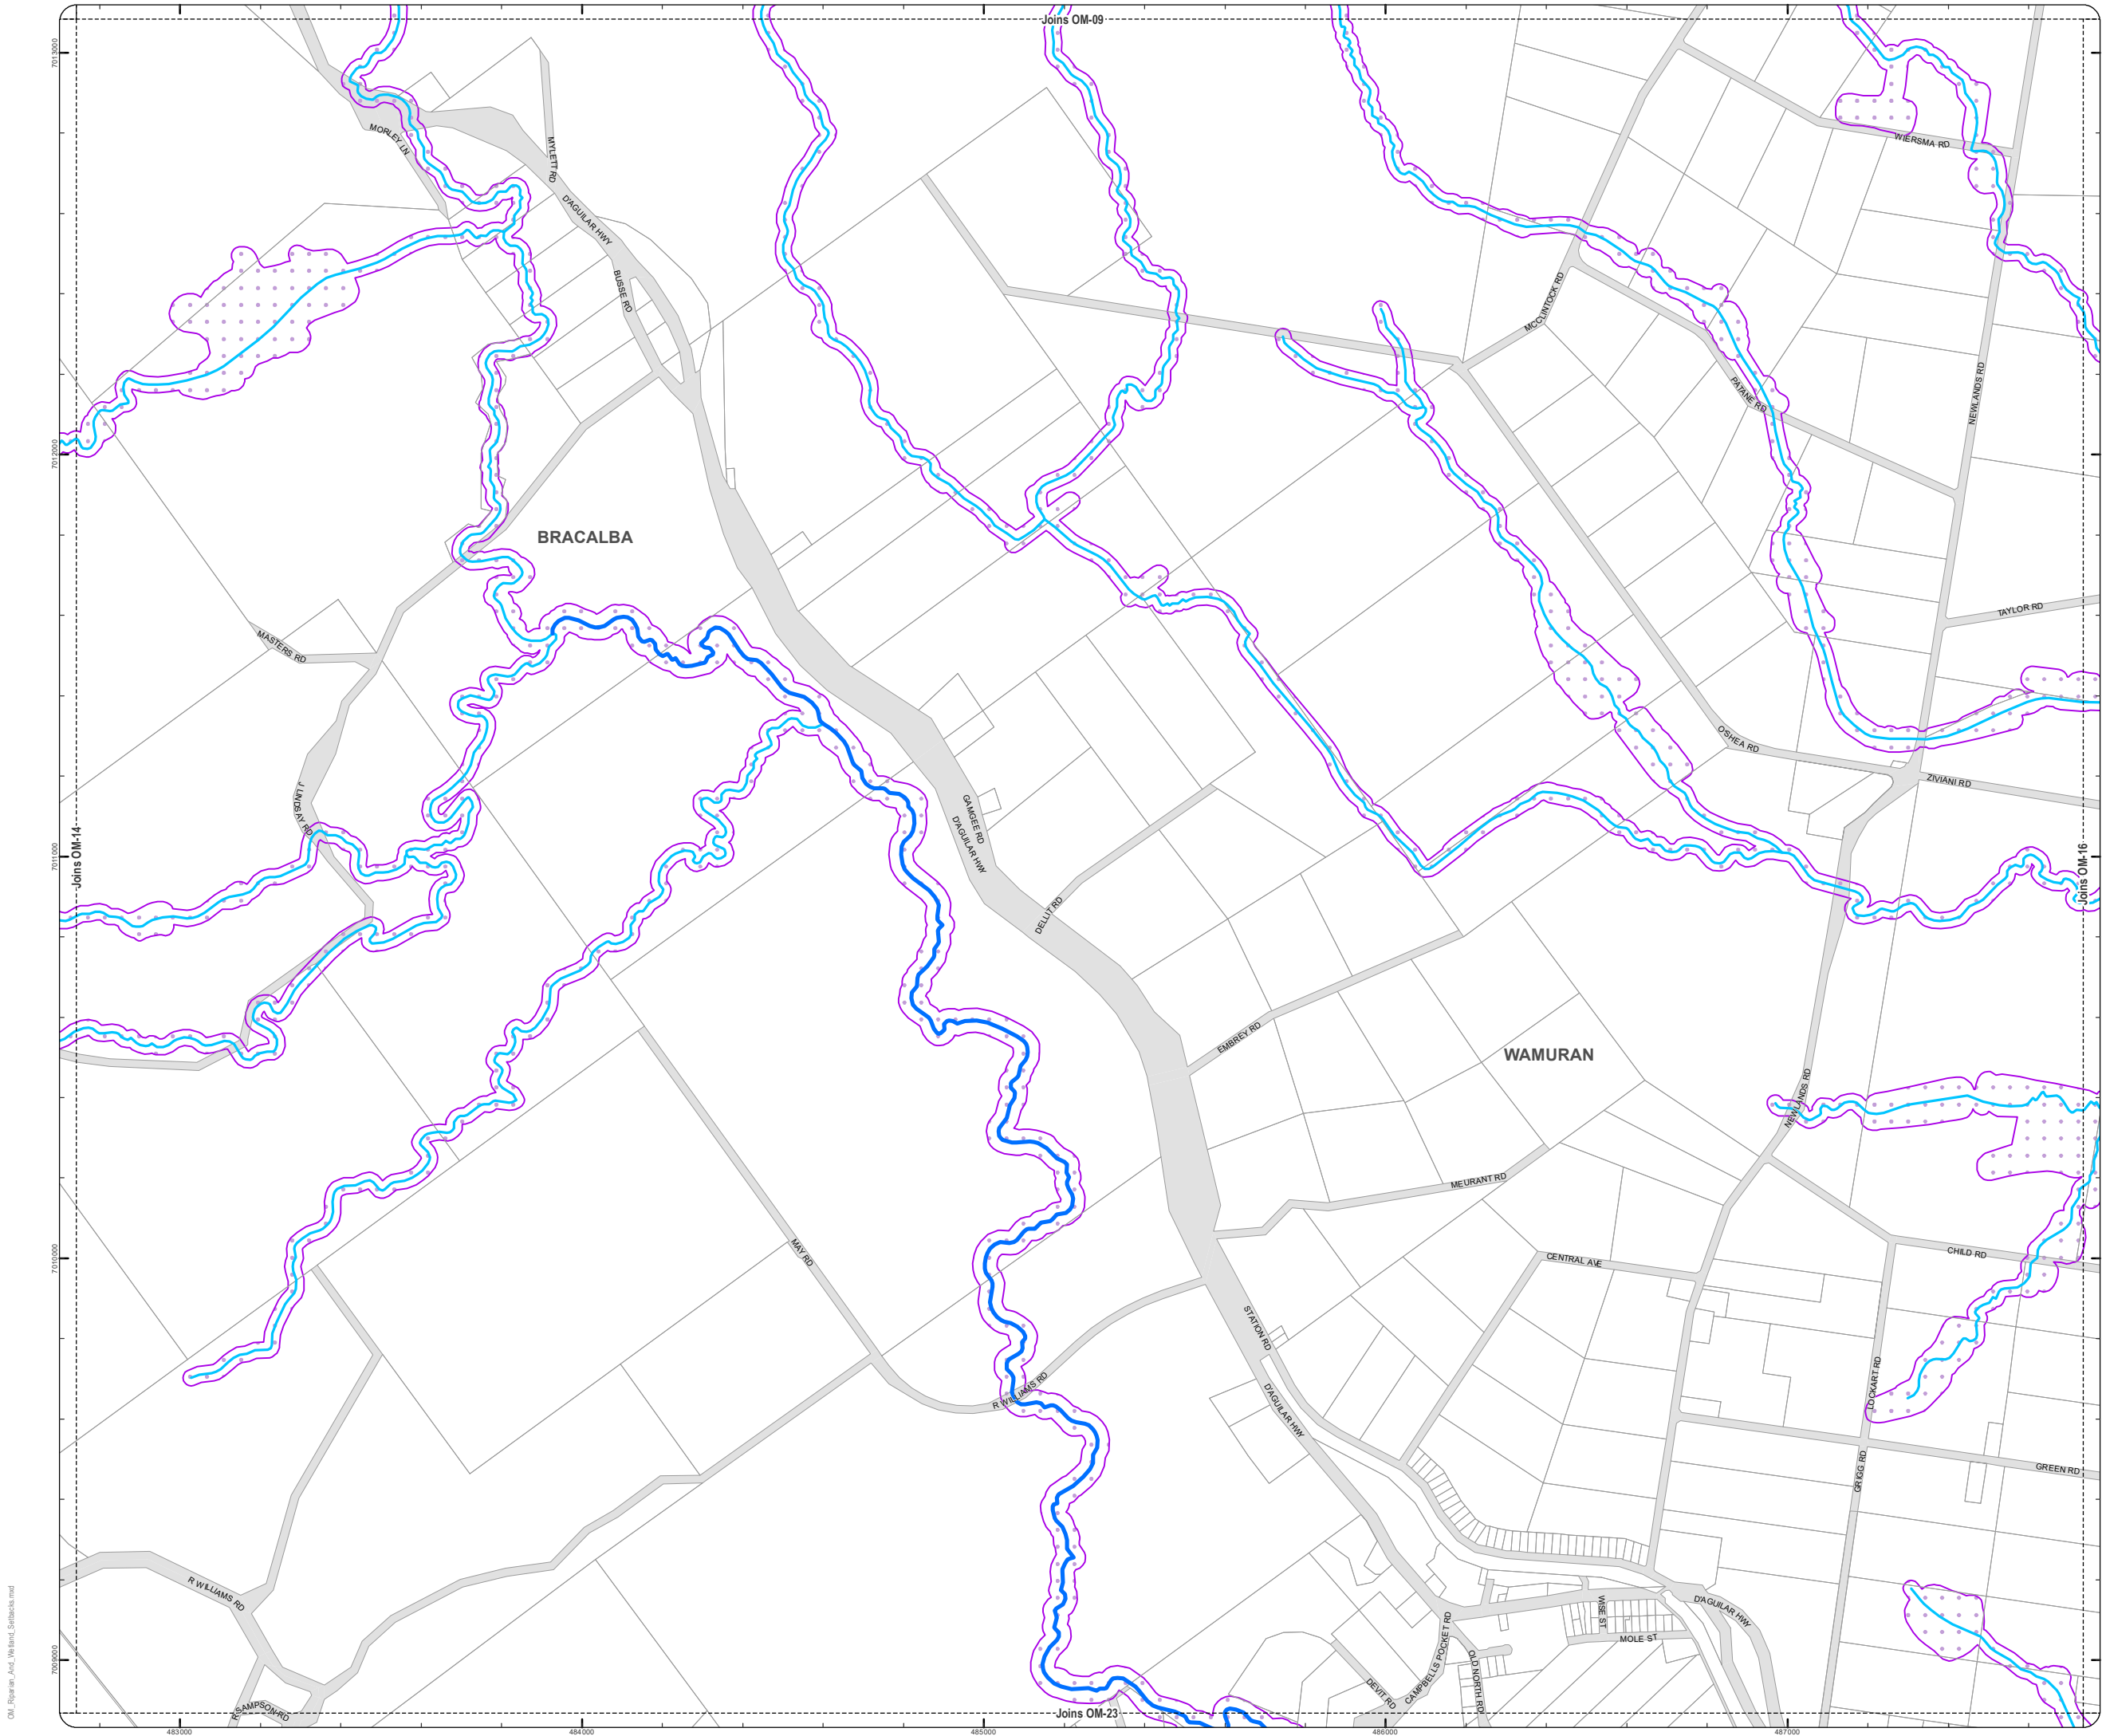 Joins OM-09
7013000
MORLEY LN
MYLETT RD
WIERSMA RD
D'AGUILAR HWY
BUSSE RD
MCCLINTOCK RD
PATANE RD
NEWLANDS RD
7012000
BRACALBA
TAYLOR RD
MASTERS RD
OSHEA RD
ZIVIANI RD
J LINDSAY RD
GAMGEE RD
D'AGUILAR HWY
Joins OM-14
7011000
Joins OM-16
DELLIT RD
EMBREY RD
WAMURAN
NEWLANDS RD
MEURANT RD
MAY RD
7010000
CENTRAL AVE
CHILD RD
STATION RD
R WILLIAMS RD
LOCKART RD
D'AGUILAR HWY
GREEN RD
GRIGG RD
R WILLIAMS RD
WISE ST
D'AGUILAR HWY
MOLE ST
7009000
CAMPBELLS POCKET RD
OLD NORTH RD
DEVIT RD
R SAMPSON RD
Joins OM-23
483000
484000
485000
486000
487000
OM_Riparian_And_Wetland_Setbacks.mxd